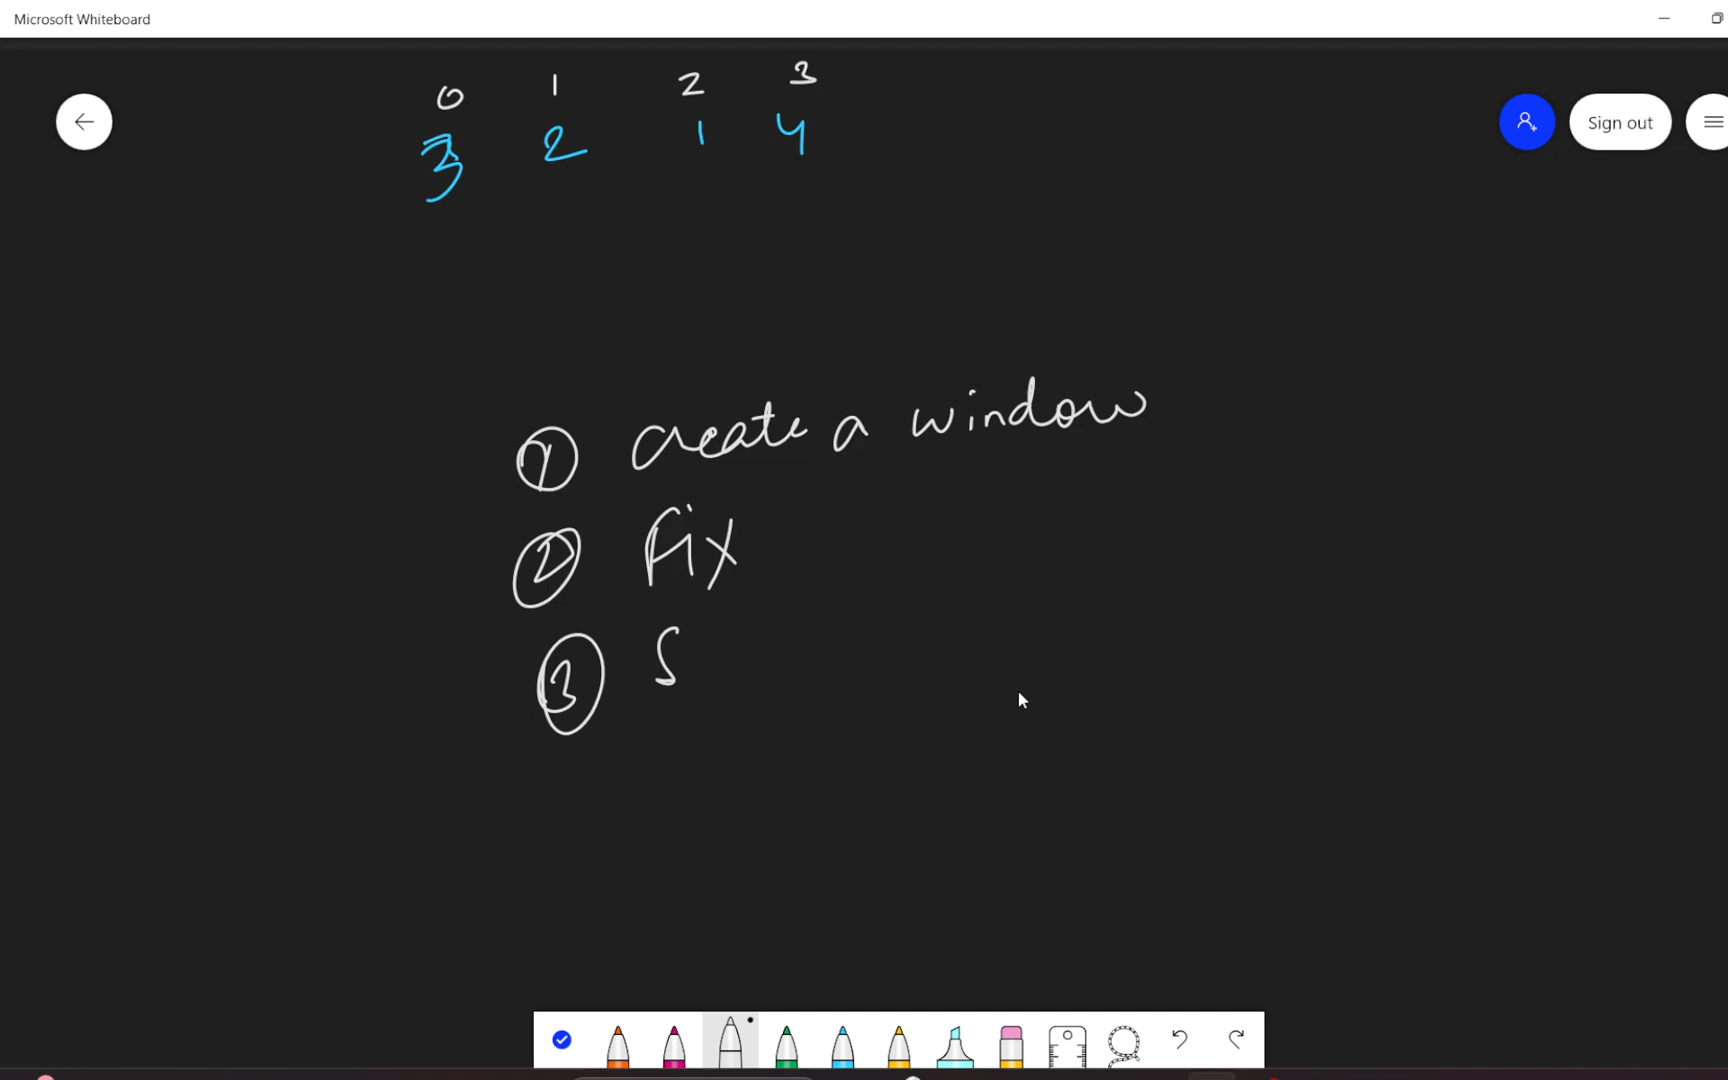 Microsoft Whiteboard
0 1 2 3
3 2 1 4
Sign out
① create a window
② Fix
③ S